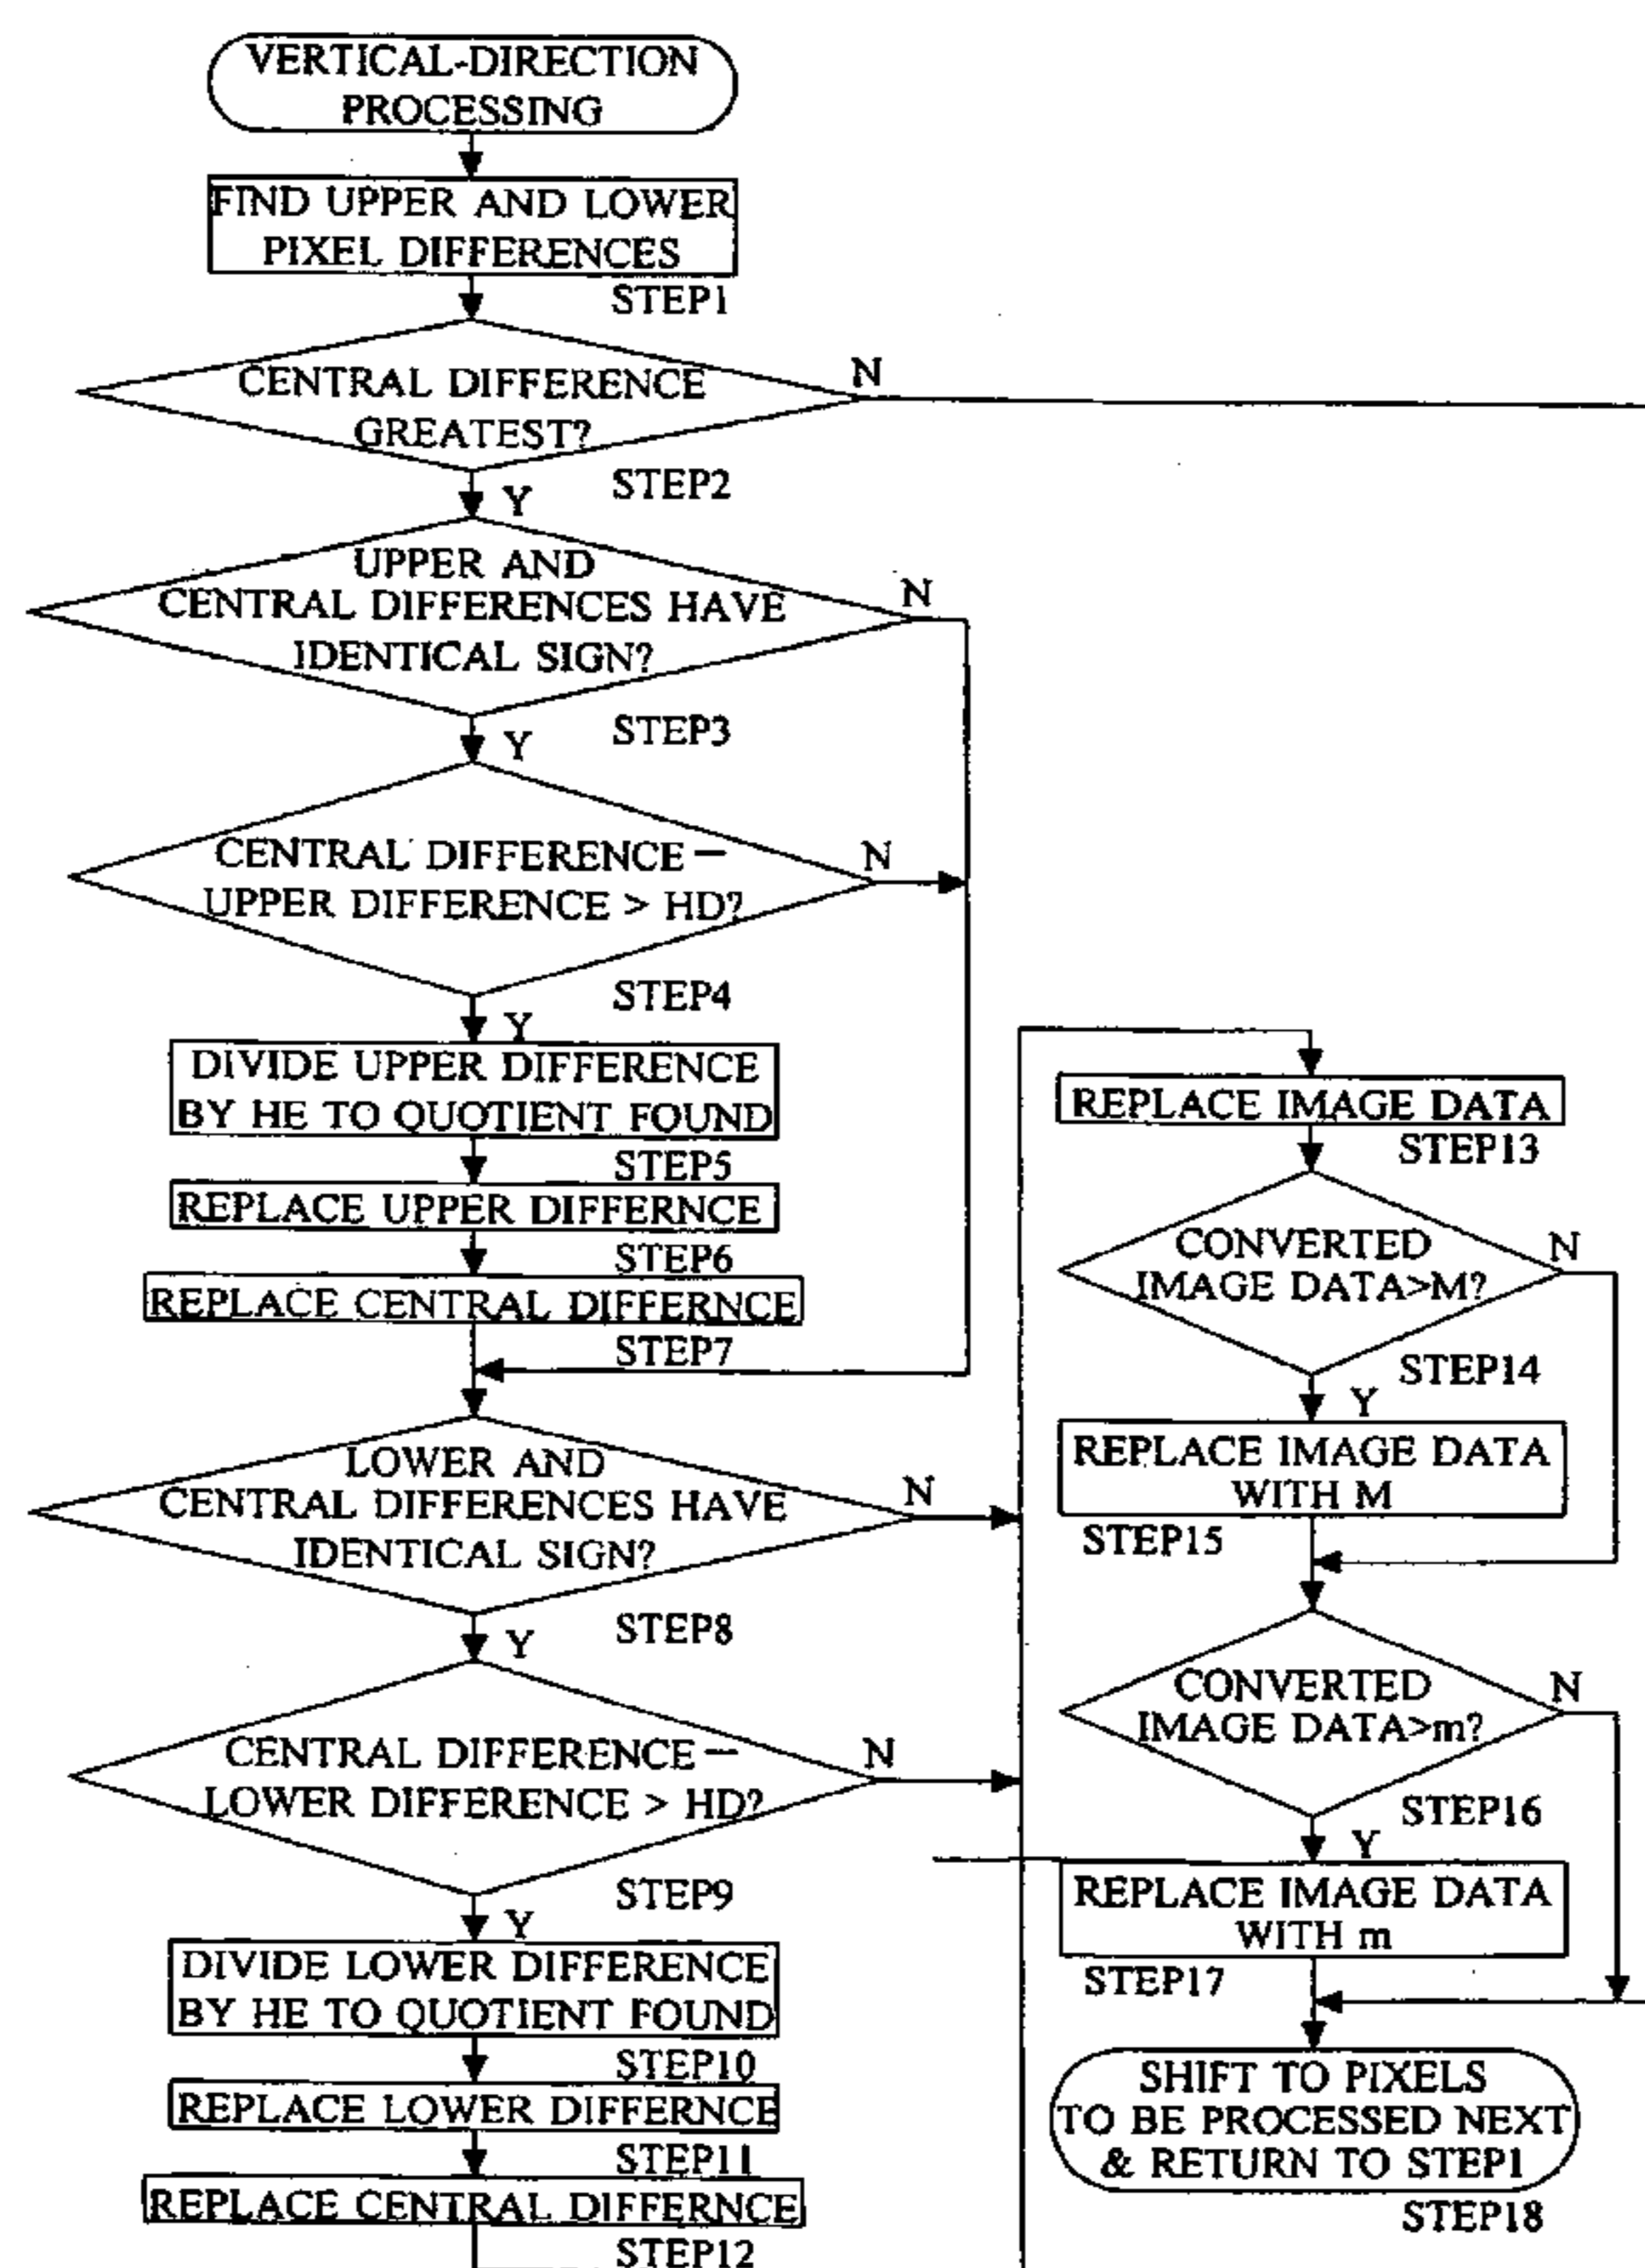 VERTICAL-DIRECTION
PROCESSING
FIND UPPER AND LOWER
PIXEL DIFFERENCES
STEP1
CENTRAL DIFFERENCE
GREATEST?
N
STEP2
Y
UPPER AND
CENTRAL DIFFERENCES HAVE
IDENTICAL SIGN?
N
STEP3
Y
CENTRAL DIFFERENCE —
UPPER DIFFERENCE > HD?
N
STEP4
Y
DIVIDE UPPER DIFFERENCE
BY HE TO QUOTIENT FOUND
STEP5
REPLACE UPPER DIFFERNCE
STEP6
REPLACE CENTRAL DIFFERNCE
STEP7
LOWER AND
CENTRAL DIFFERENCES HAVE
IDENTICAL SIGN?
N
STEP8
Y
CENTRAL DIFFERENCE —
LOWER DIFFERENCE > HD?
N
STEP9
Y
DIVIDE LOWER DIFFERENCE
BY HE TO QUOTIENT FOUND
STEP10
REPLACE LOWER DIFFERNCE
STEP11
REPLACE CENTRAL DIFFERNCE
STEP12
REPLACE IMAGE DATA
STEP13
CONVERTED
IMAGE DATA>M?
N
STEP14
Y
REPLACE IMAGE DATA
WITH M
STEP15
CONVERTED
IMAGE DATA>m?
N
STEP16
Y
REPLACE IMAGE DATA
WITH m
STEP17
SHIFT TO PIXELS
TO BE PROCESSED NEXT
& RETURN TO STEP1
STEP18